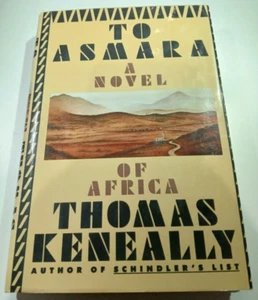 TO
ASMARA
A
NOVEL
OF
AFRICA
THOMAS
KENEALLY
AUTHOR OF SCHINDLER'S LIST